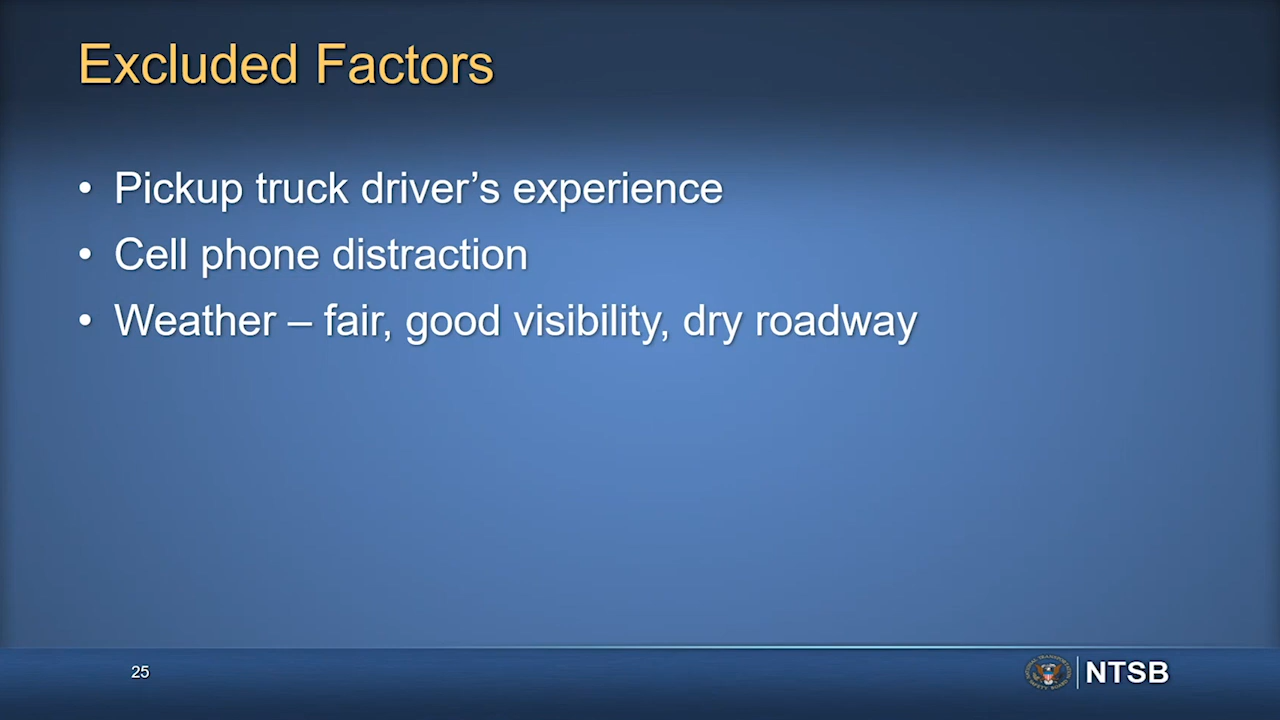 Excluded Factors
• Pickup truck driver’s experience
• Cell phone distraction
• Weather – fair, good visibility, dry roadway
25
NTSB